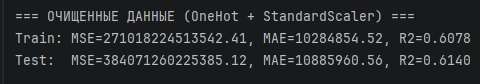 === ОЧИЩЕННЫЕ ДАННЫЕ (OneHot + StandardScaler) ===
Train: MSE=271018224513542.41, MAE=10284854.52, R2=0.6078
Test:  MSE=384071260225385.12, MAE=10885960.56, R2=0.6140